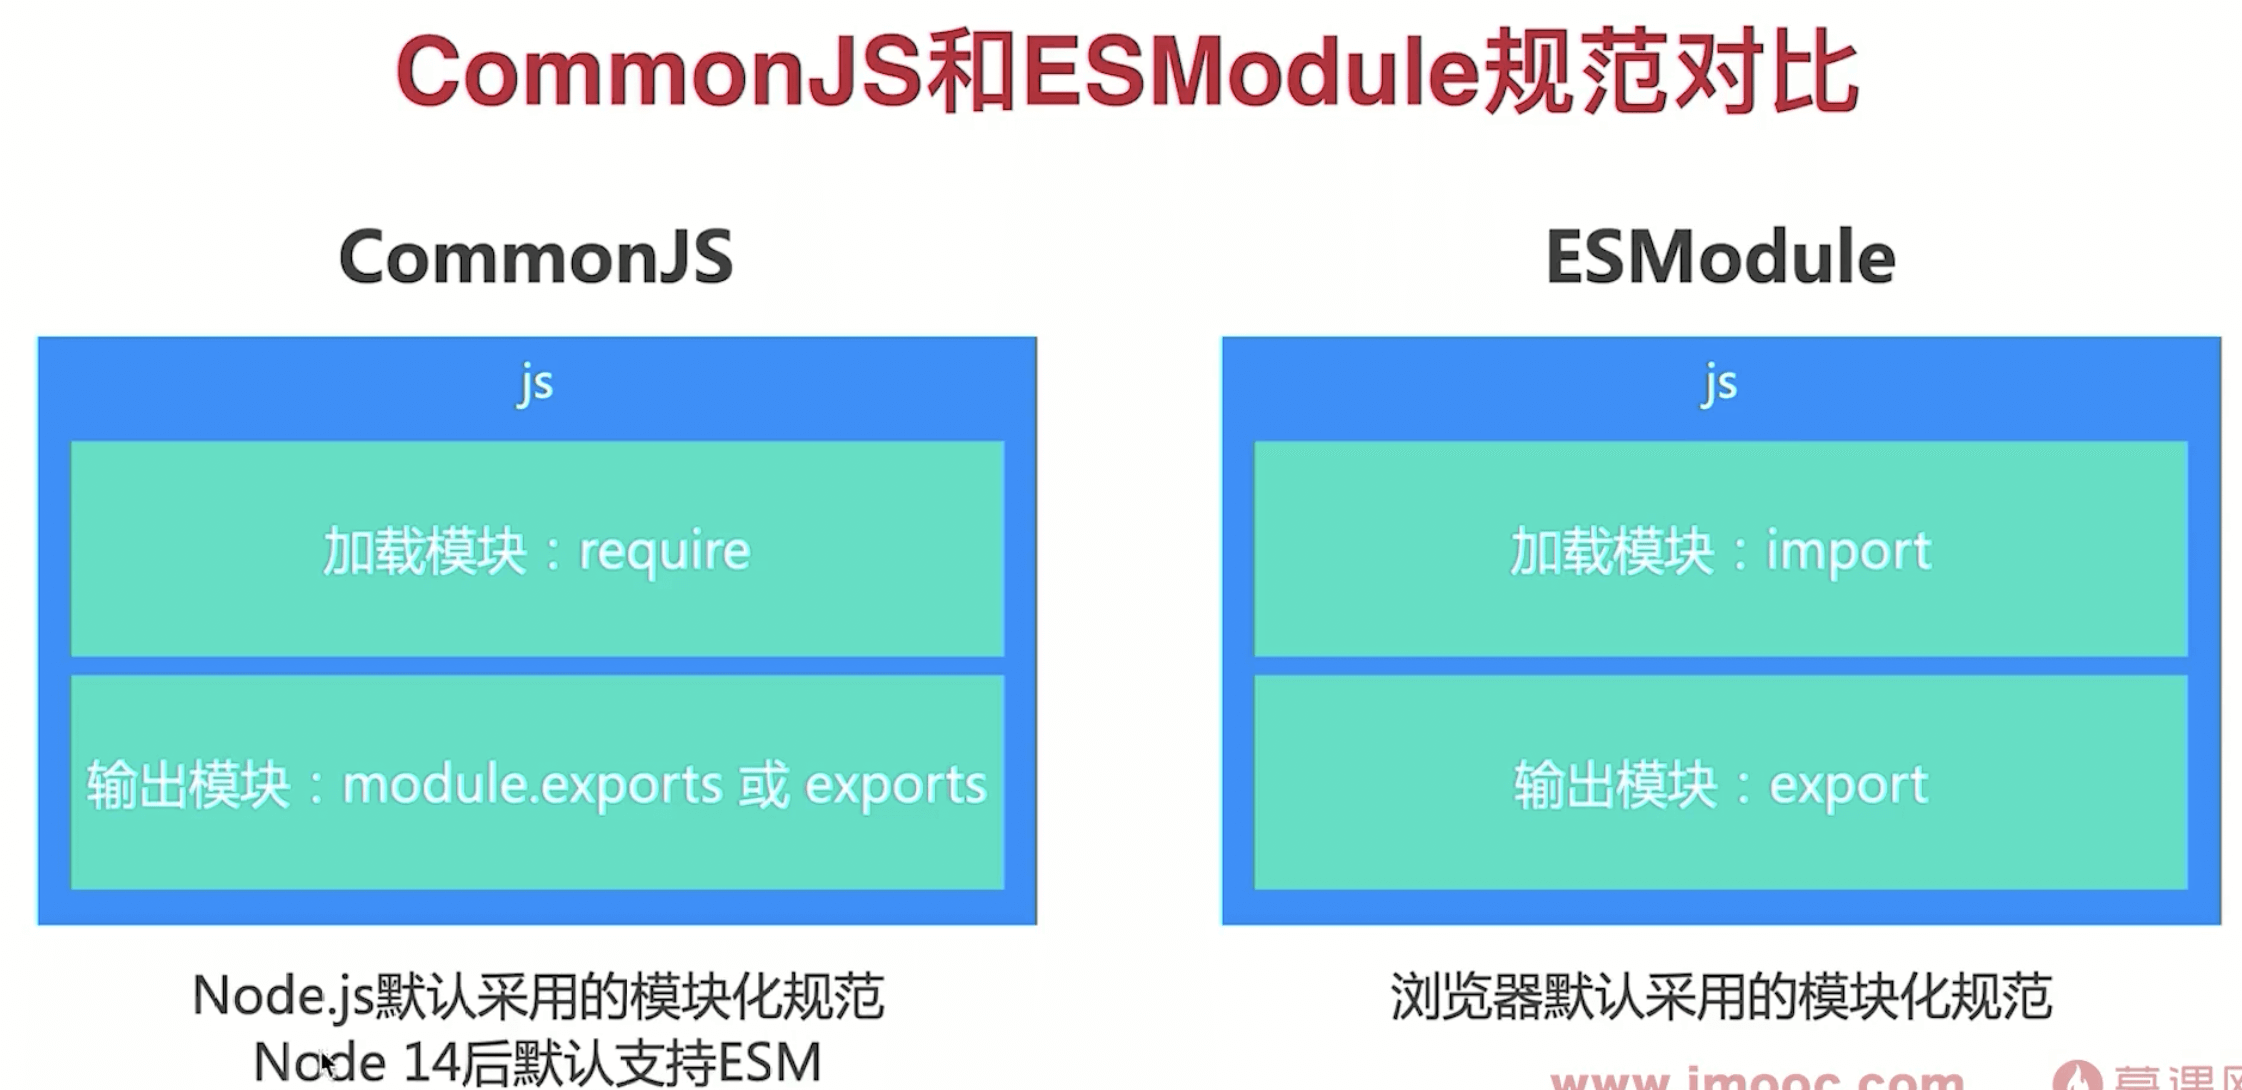 CommonJS和ESModule规范对比
CommonJS
js
加载模块：require
输出模块：module.exports 或 exports
Node.js默认采用的模块化规范
Node 14后默认支持ESM
ESModule
js
加载模块：import
输出模块：export
浏览器默认采用的模块化规范
www.imooc.com
慕课网